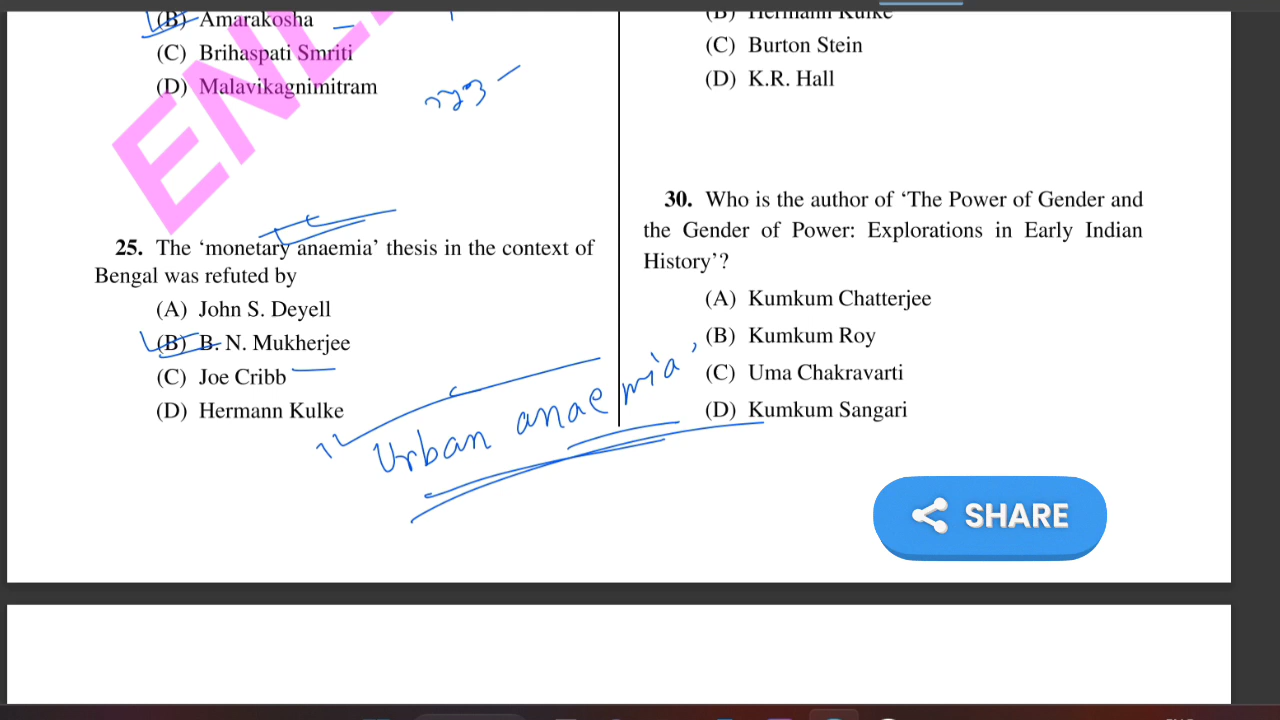 (B) Amarakosha
(C) Brihaspati Smriti
(D) Malavikagnimitram
25. The ‘monetary anaemia’ thesis in the context of
Bengal was refuted by
(A) John S. Deyell
(B) B. N. Mukherjee
(C) Joe Cribb
(D) Hermann Kulke
Urban anaemia
(B) Hermann Kulke
(C) Burton Stein
(D) K.R. Hall
30. Who is the author of ‘The Power of Gender and
the Gender of Power: Explorations in Early Indian
History’?
(A) Kumkum Chatterjee
(B) Kumkum Roy
(C) Uma Chakravarti
(D) Kumkum Sangari
SHARE